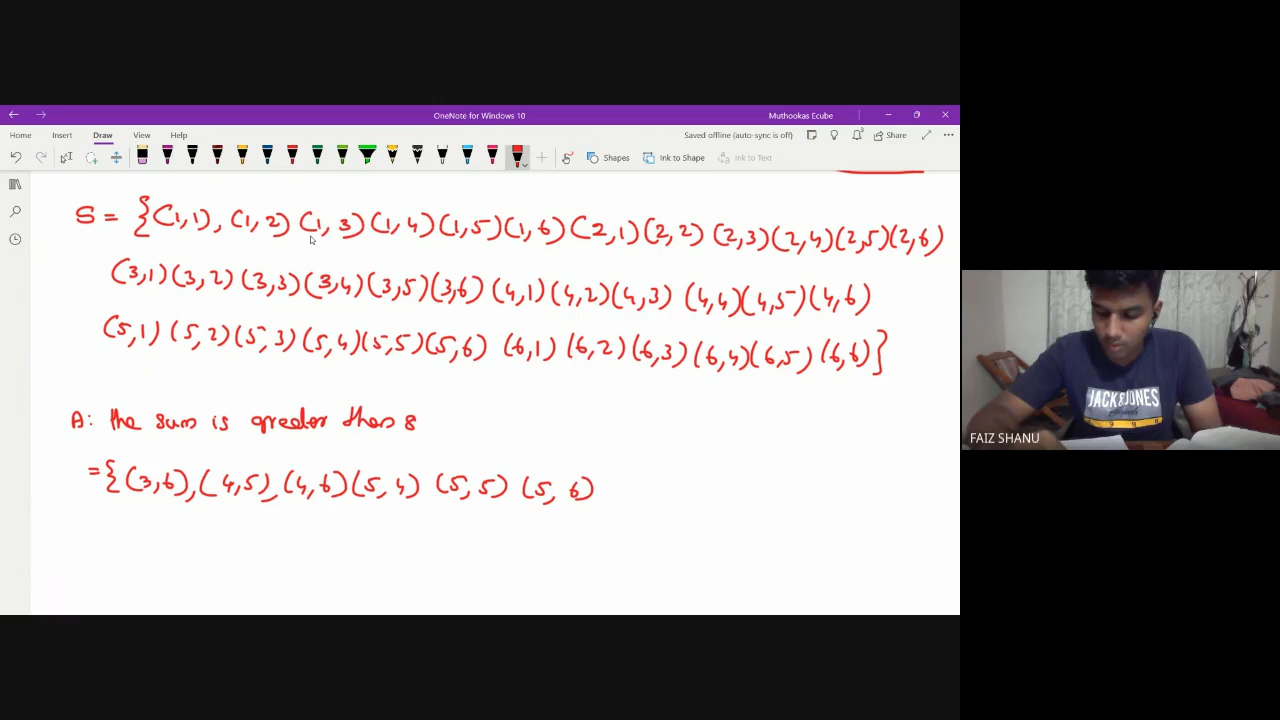 OneNote for Windows 10
Muthookas Ecube
Home Insert Draw View Help
Saved offline (auto-sync is off)
Share
Shapes
Ink to Shape
Ink to Text
S = {(1,1), (1,2) (1,3) (1,4) (1,5) (1,6) (2,1) (2,2) (2,3) (2,4) (2,5) (2,6)
(3,1) (3,2) (3,3) (3,4) (3,5) (3,6) (4,1) (4,2) (4,3) (4,4) (4,5) (4,6)
(5,1) (5,2) (5,3) (5,4) (5,5) (5,6) (6,1) (6,2) (6,3) (6,4) (6,5) (6,6)}
A: the sum is greater than 8
={(3,6), (4,5), (4,6) (5,4) (5,5) (5,6)
JACK&JONES
1990
FAIZ SHANU